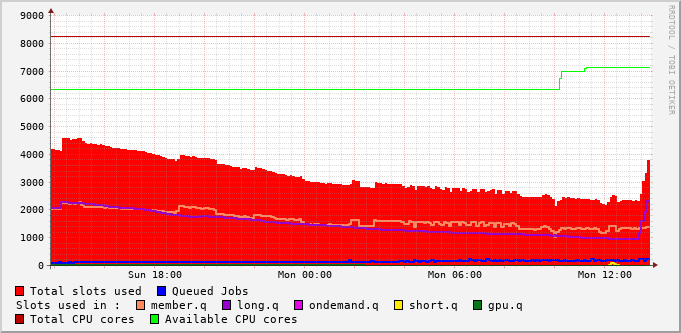 9000
8000
7000
6000
5000
4000
3000
2000
1000
0
Sun 18:00 Mon 00:00 Mon 06:00 Mon 12:00
RRDTOOL / TOBI OETIKER
Total slots used Queued Jobs
Slots used in : member.q long.q ondemand.q short.q gpu.q
Total CPU cores Available CPU cores